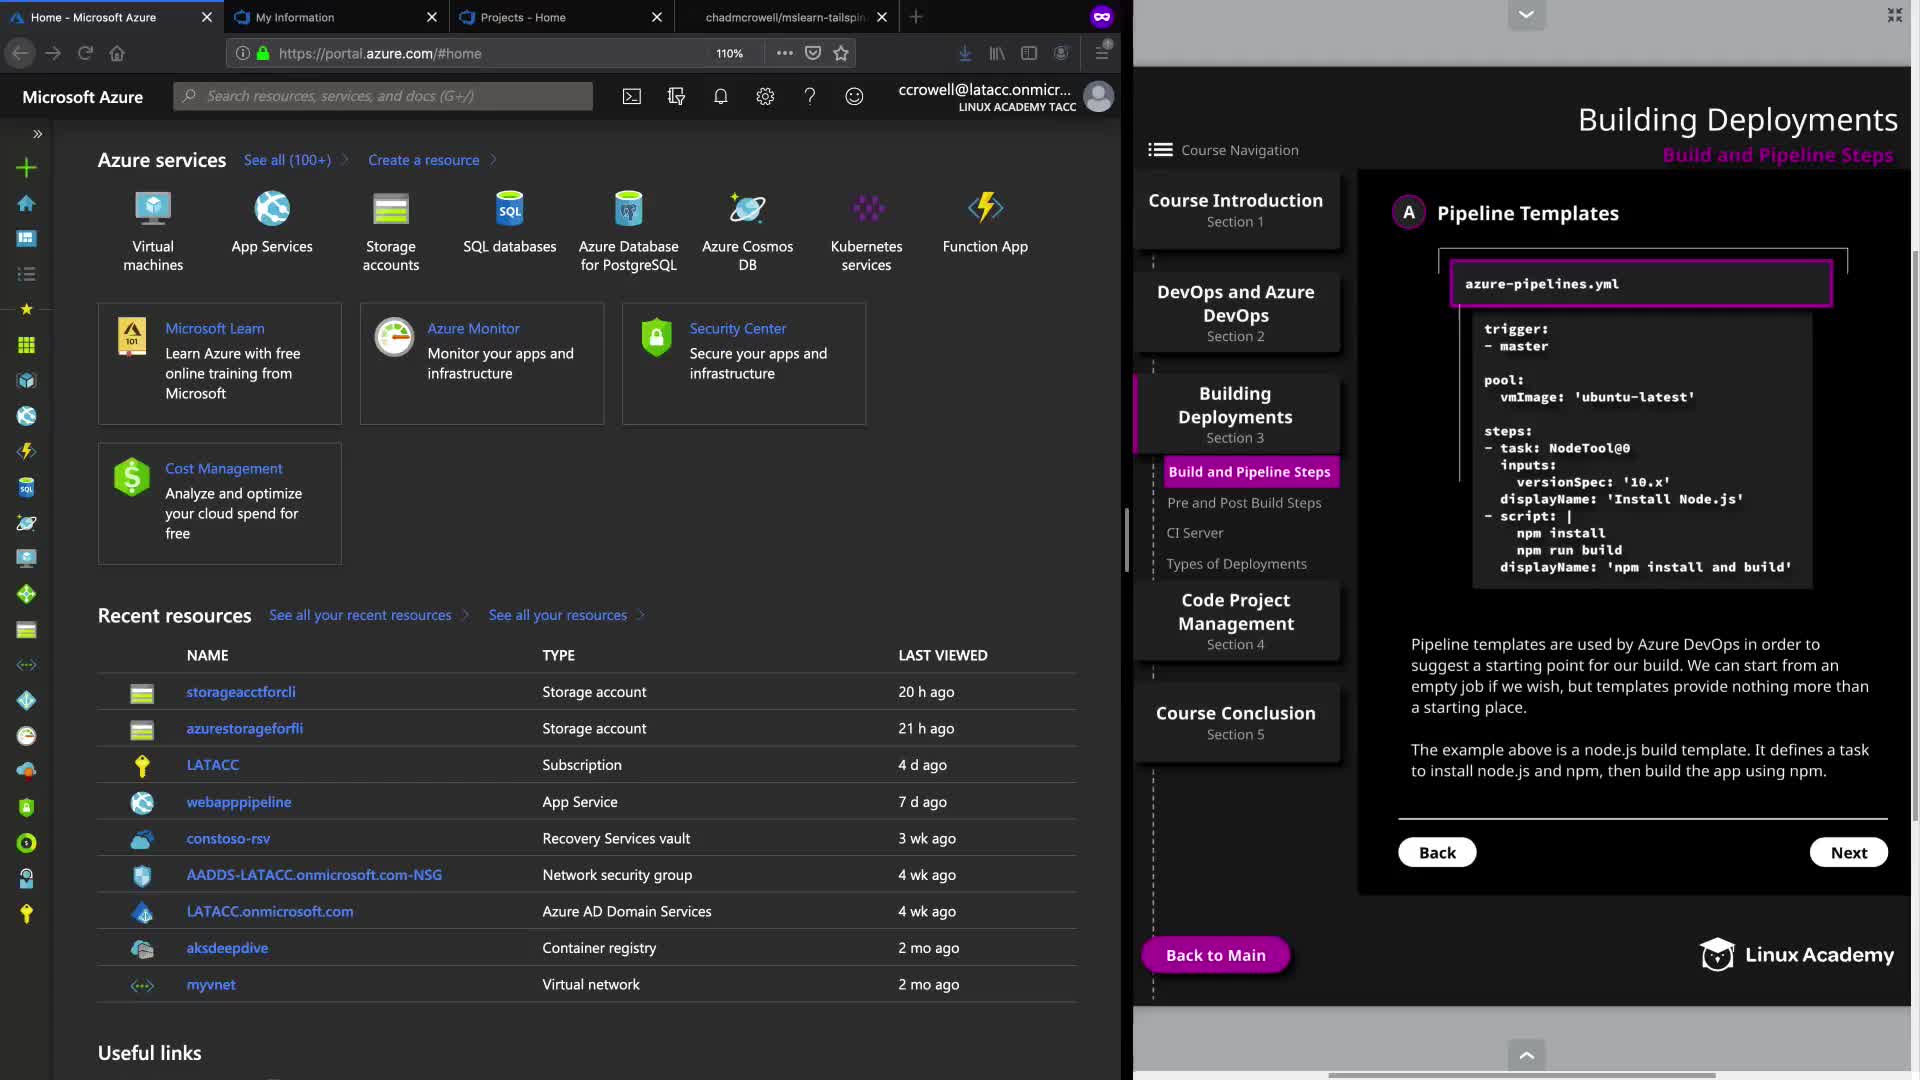 Home - Microsoft Azure
My Information
Projects - Home
chadmcrowell/mslearn-tailspin
https://portal.azure.com/#home
110%
Microsoft Azure
Search resources, services, and docs (G+/)
ccrowell@latacc.onmicr...
LINUX ACADEMY TACC
Azure services
See all (100+)
Create a resource
Virtual machines
App Services
Storage accounts
SQL
SQL databases
Azure Database for PostgreSQL
Azure Cosmos DB
Kubernetes services
Function App
101
Microsoft Learn
Learn Azure with free
online training from
Microsoft
Azure Monitor
Monitor your apps and
infrastructure
Security Center
Secure your apps and
infrastructure
Cost Management
Analyze and optimize
your cloud spend for
free
Recent resources
See all your recent resources
See all your resources
NAME TYPE LAST VIEWED
storageacctforcli Storage account 20 h ago
azurestorageforfli Storage account 21 h ago
LATACC Subscription 4 d ago
webapppipeline App Service 7 d ago
constoso-rsv Recovery Services vault 3 wk ago
AADDS-LATACC.onmicrosoft.com-NSG Network security group 4 wk ago
LATACC.onmicrosoft.com Azure AD Domain Services 4 wk ago
aksdeepdive Container registry 2 mo ago
myvnet Virtual network 2 mo ago
Useful links
Building Deployments
Build and Pipeline Steps
Course Navigation
Course Introduction
Section 1
DevOps and Azure
DevOps
Section 2
Building
Deployments
Section 3
Build and Pipeline Steps
Pre and Post Build Steps
CI Server
Types of Deployments
Code Project
Management
Section 4
Course Conclusion
Section 5
Back to Main
A
Pipeline Templates
azure-pipelines.yml
trigger:
- master
pool:
vmImage: 'ubuntu-latest'
steps:
- task: NodeTool@0
inputs:
versionSpec: '10.x'
displayName: 'Install Node.js'
- script: |
npm install
npm run build
displayName: 'npm install and build'
Pipeline templates are used by Azure DevOps in order to
suggest a starting point for our build. We can start from an
empty job if we wish, but templates provide nothing more than
a starting place.
The example above is a node.js build template. It defines a task
to install node.js and npm, then build the app using npm.
Back
Next
Linux Academy